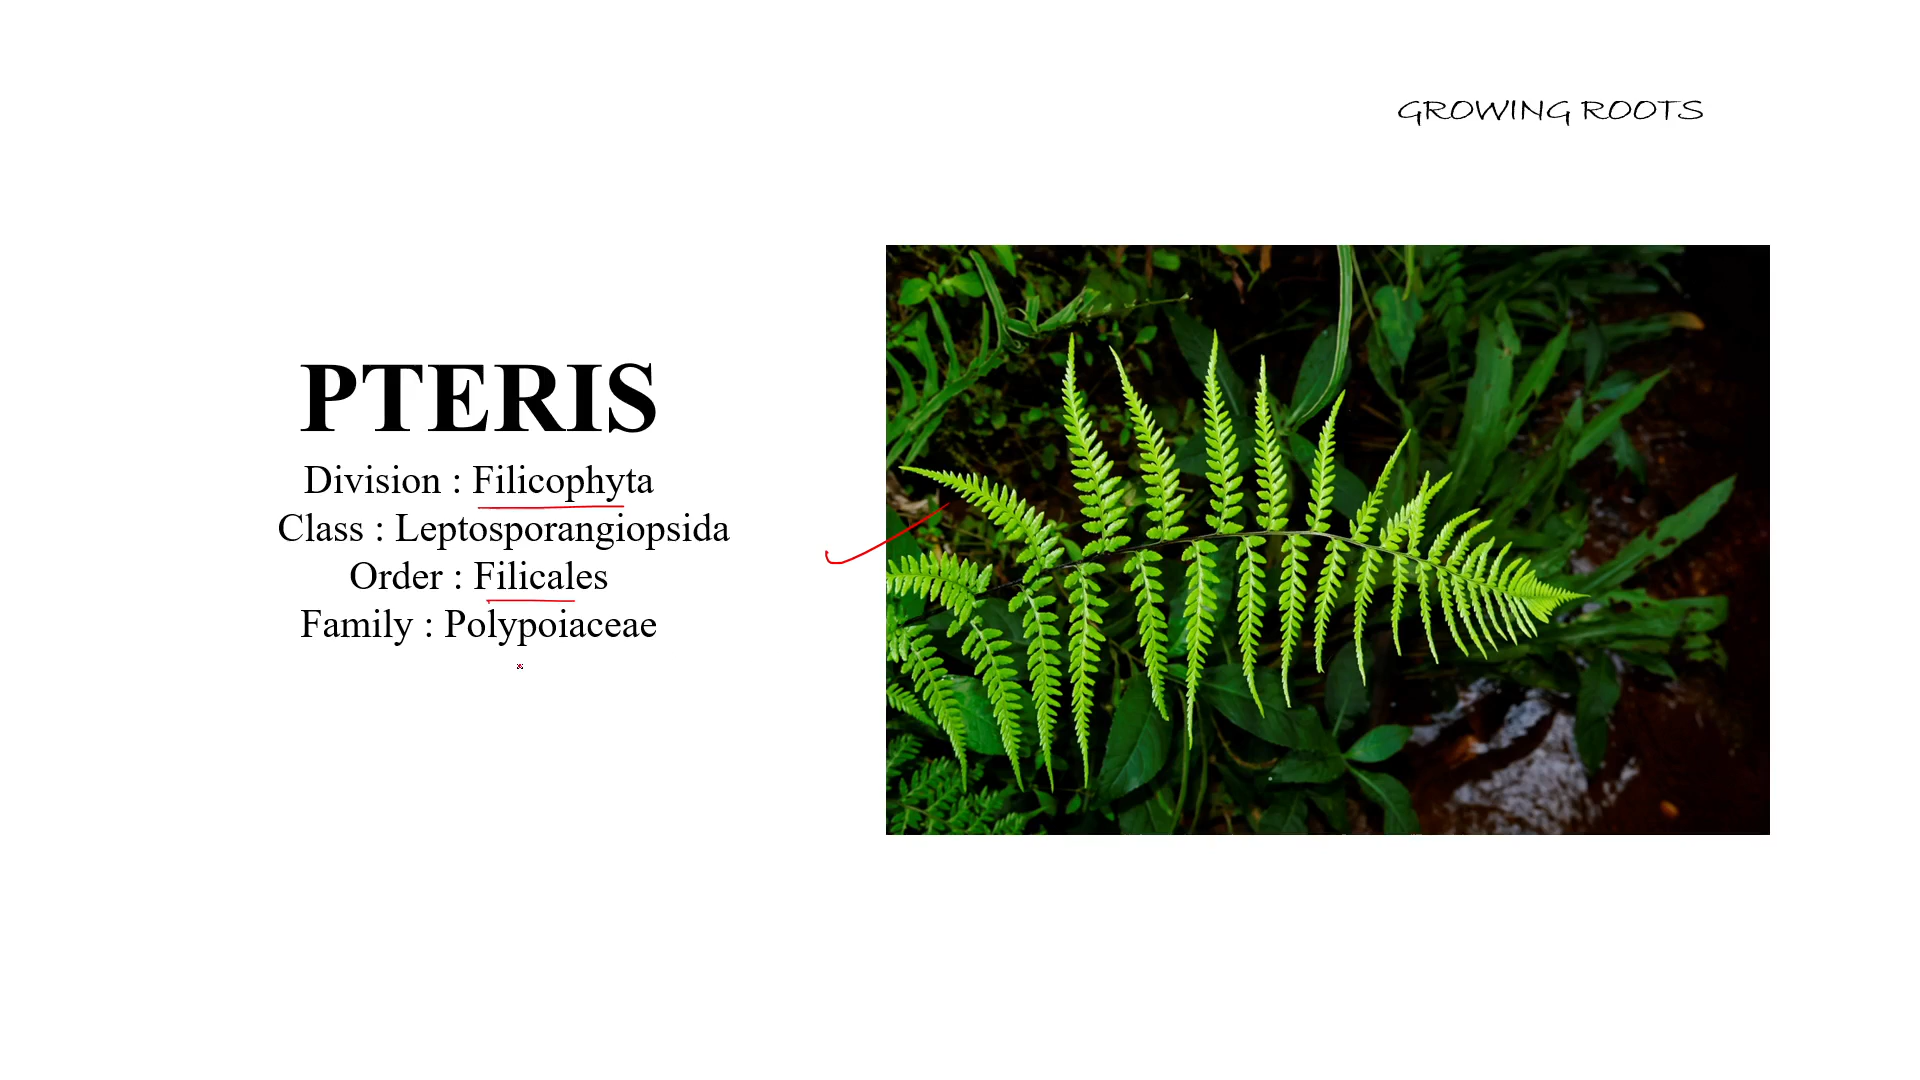 GROWING ROOTS
PTERIS
Division : Filicophyta
Class : Leptosporangiopsida
Order : Filicales
Family : Polypoiaceae